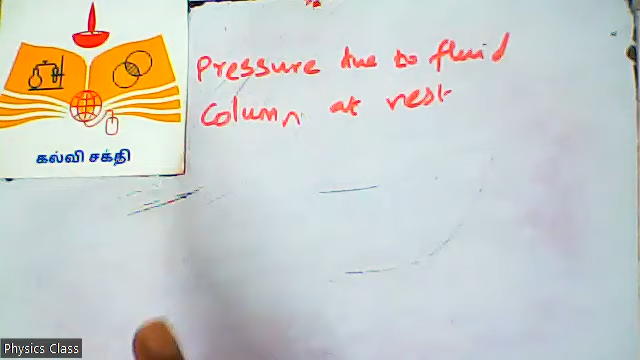 Pressure due to fluid
column at rest
கல்வி சக்தி
Physics Class